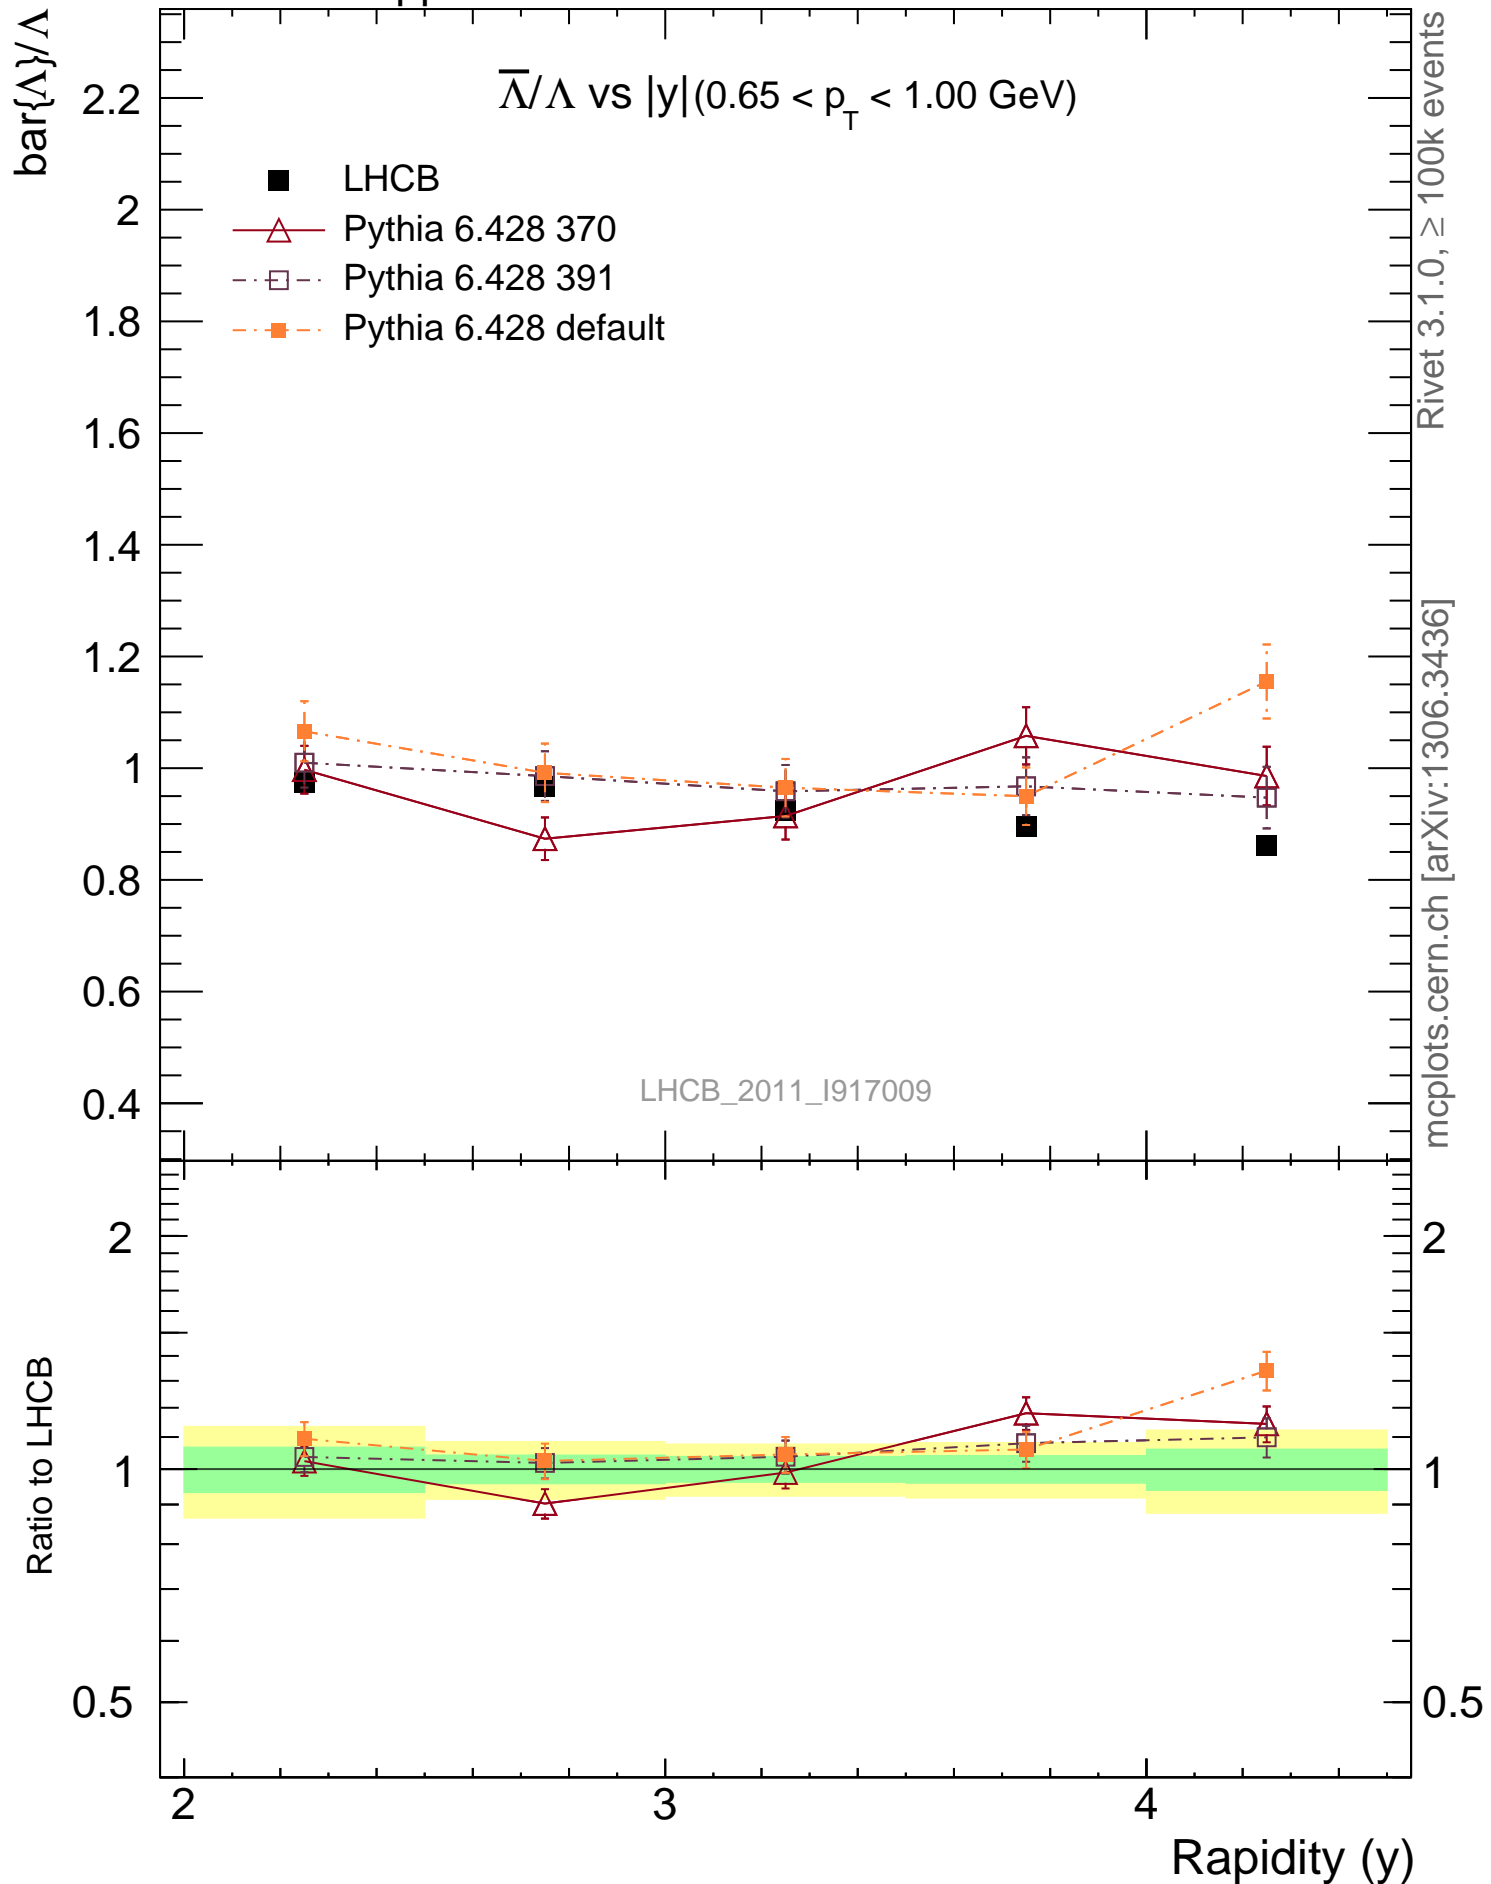 pp
bar{Λ}/Λ
Λ̅/Λ vs |y|(0.65 < p_T < 1.00 GeV)
LHCB
Pythia 6.428 370
Pythia 6.428 391
Pythia 6.428 default
2.2
2
1.8
1.6
1.4
1.2
1
0.8
0.6
0.4
LHCB_2011_I917009
Rivet 3.1.0, ≥ 100k events
mcplots.cern.ch [arXiv:1306.3436]
Ratio to LHCB
2
1
0.5
2
1
0.5
2
3
4
Rapidity (y)